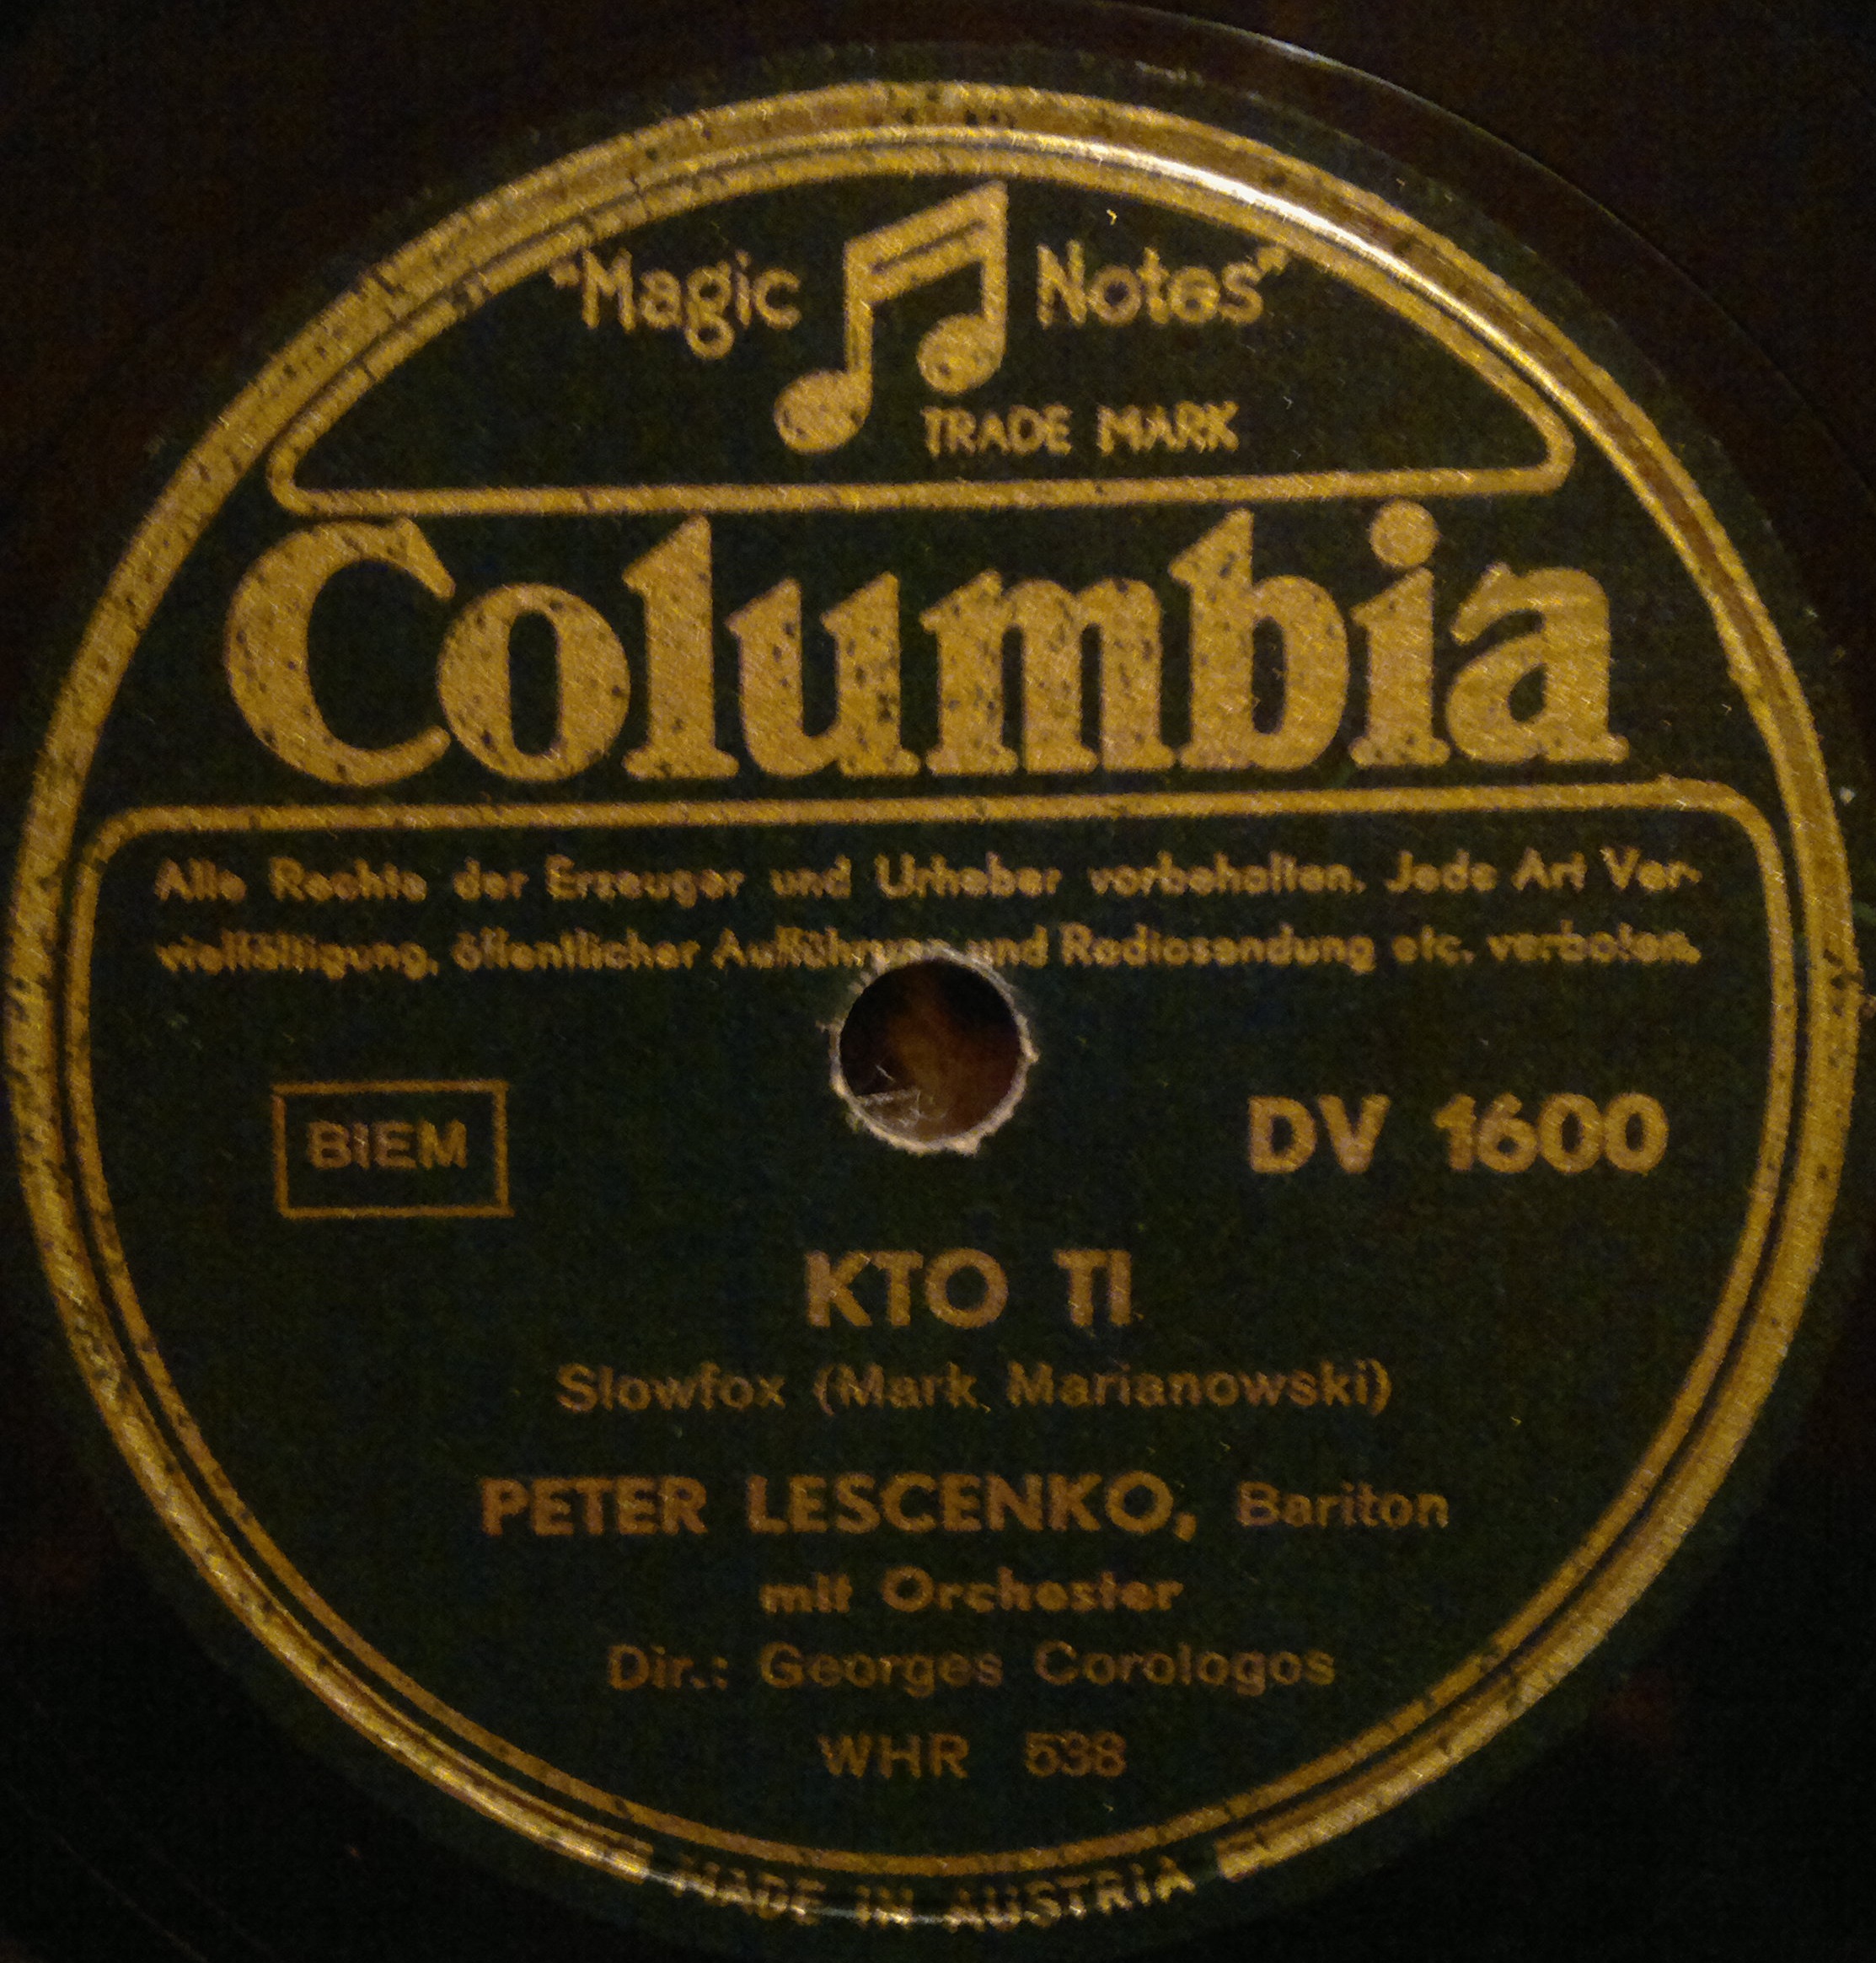 "Magic Notes"
TRADE MARK
Columbia
Alle Rechte der Erzeuger und Urheber vorbehalten. Jede Art Ver-
vielfältigung, öffentlicher Aufführung und Radiosendung etc. verboten.
BIEM
DV 1600
KTO TI
Slowfox (Mark Marianowski)
PETER LESCENKO, Bariton
mit Orchester
Dir.: Georges Corologos
WHR 538
MADE IN AUSTRIA